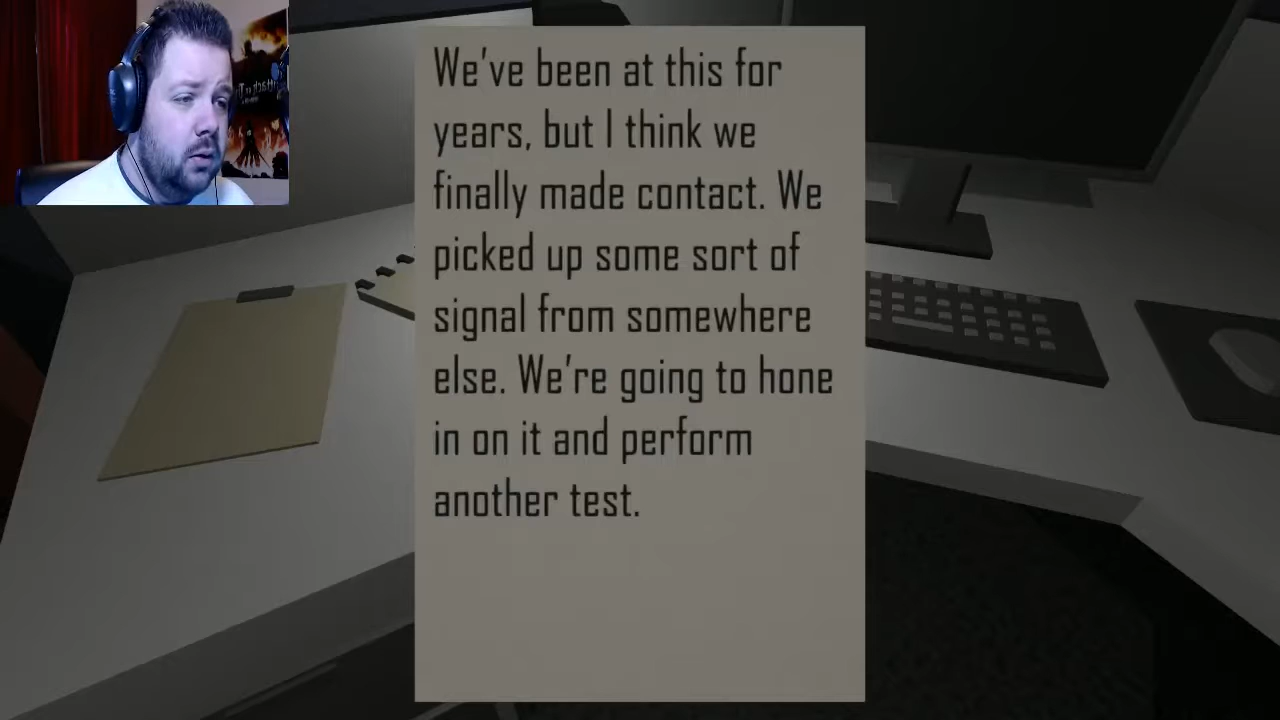 We've been at this for
years, but I think we
finally made contact. We
picked up some sort of
signal from somewhere
else. We're going to hone
in on it and perform
another test.